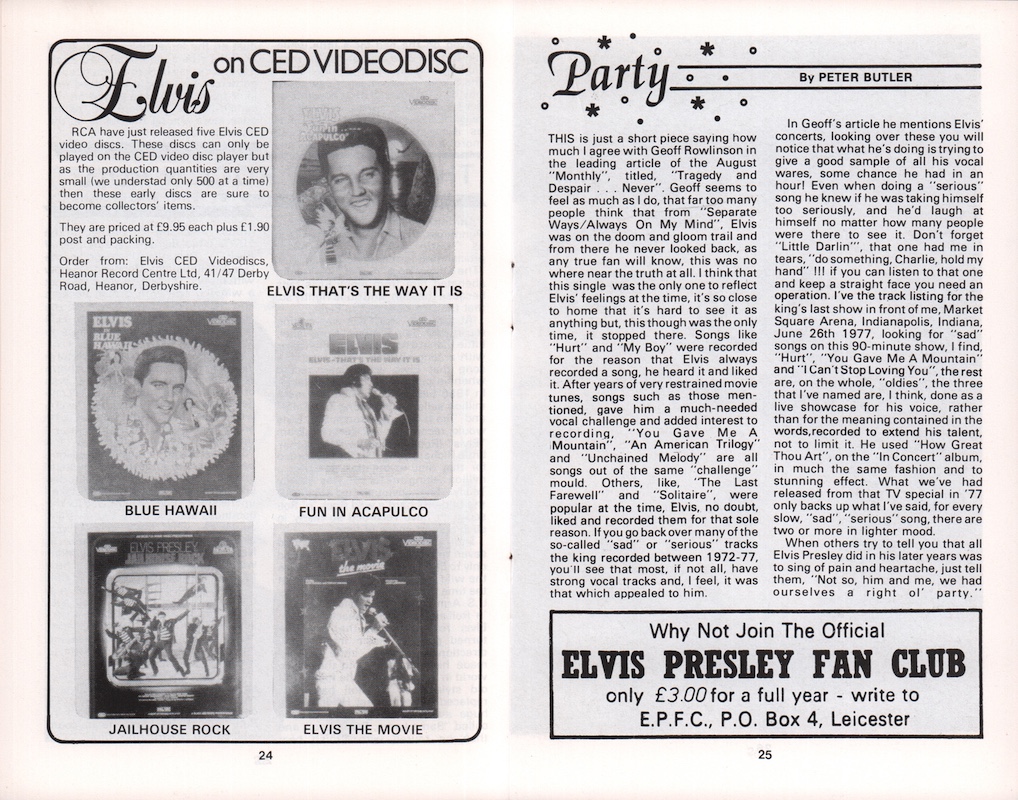 Elvis
on CED VIDEODISC
RCA have just released five Elvis CED
video discs. These discs can only be
played on the CED video disc player but
as the production quantities are very
small (we understad only 500 at a time)
then these early discs are sure to
become collectors' items.
They are priced at £9.95 each plus £1.90
post and packing.
Order from: Elvis CED Videodiscs,
Heanor Record Centre Ltd, 41/47 Derby
Road, Heanor, Derbyshire.
ACAPULCO
ELVIS THAT'S THE WAY IT IS
ELVIS
BLUE
HAWAII
BLUE HAWAII
ELVIS
ELVIS-THAT'S THE WAY IT IS
FUN IN ACAPULCO
ELVIS PRESLEY
JAILHOUSE ROCK
JAILHOUSE ROCK
ELVIS
the movie
ELVIS THE MOVIE
24
Party
By PETER BUTLER
THIS is just a short piece saying how
much I agree with Geoff Rowlinson in
the leading article of the August
"Monthly", titled, "Tragedy and
Despair . . . Never". Geoff seems to
feel as much as I do, that far too many
people think that from "Separate
Ways/Always On My Mind", Elvis
was on the doom and gloom trail and
from there he never looked back, as
any true fan will know, this was no
where near the truth at all. I think that
this single was the only one to reflect
Elvis' feelings at the time, it's so close
to home that it's hard to see it as
anything but, this though was the only
time, it stopped there. Songs like
"Hurt" and "My Boy" were recorded
for the reason that Elvis always
recorded a song, he heard it and liked
it. After years of very restrained movie
tunes, songs such as those men-
tioned, gave him a much-needed
vocal challenge and added interest to
recording, "You Gave Me A
Mountain", "An American Trilogy"
and "Unchained Melody" are all
songs out of the same "challenge"
mould. Others, like, "The Last
Farewell" and "Solitaire", were
popular at the time, Elvis, no doubt,
liked and recorded them for that sole
reason. If you go back over many of the
so-called "sad" or "serious" tracks
the king recorded between 1972-77,
you'll see that most, if not all, have
strong vocal tracks and, I feel, it was
that which appealed to him.
In Geoff's article he mentions Elvis'
concerts, looking over these you will
notice that what he's doing is trying to
give a good sample of all his vocal
wares, some chance he had in an
hour! Even when doing a "serious"
song he knew if he was taking himself
too seriously, and he'd laugh at
himself no matter how many people
were there to see it. Don't forget
"Little Darlin'", that one had me in
tears, "do something, Charlie, hold my
hand" !!! if you can listen to that one
and keep a straight face you need an
operation. I've the track listing for the
king's last show in front of me, Market
Square Arena, Indianapolis, Indiana,
June 26th 1977, looking for "sad"
songs on this 90-minute show, I find,
"Hurt", "You Gave Me A Mountain"
and "I Can't Stop Loving You", the rest
are, on the whole, "oldies", the three
that I've named are, I think, done as a
live showcase for his voice, rather
than for the meaning contained in the
words, recorded to extend his talent,
not to limit it. He used "How Great
Thou Art", on the "In Concert" album,
in much the same fashion and to
stunning effect. What we've had
released from that TV special in '77
only backs up what I've said, for every
slow, "sad", "serious" song, there are
two or more in lighter mood.
When others try to tell you that all
Elvis Presley did in his later years was
to sing of pain and heartache, just tell
them, "Not so, him and me, we had
ourselves a right ol' party."
Why Not Join The Official
ELVIS PRESLEY FAN CLUB
only £3.00 for a full year - write to
E.P.F.C., P.O. Box 4, Leicester
25